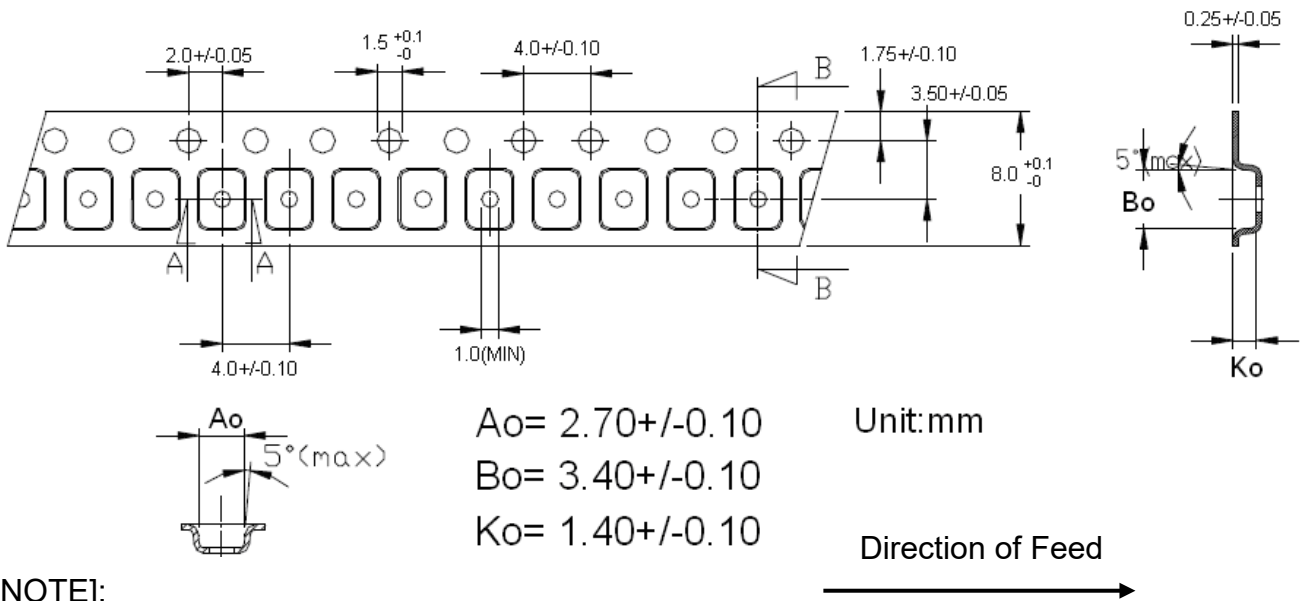 0.25+/-0.05
2.0+/-0.05
1.5 +0.1 -0
4.0+/-0.10
B
1.75+/-0.10
3.50+/-0.05
8.0 +0.1 -0
5°(max)
Bo
A A
B
4.0+/-0.10
1.0(MIN)
Ko
Ao
5°(max)
Ao= 2.70+/-0.10
Unit:mm
Bo= 3.40+/-0.10
Ko= 1.40+/-0.10
Direction of Feed
NOTE]: